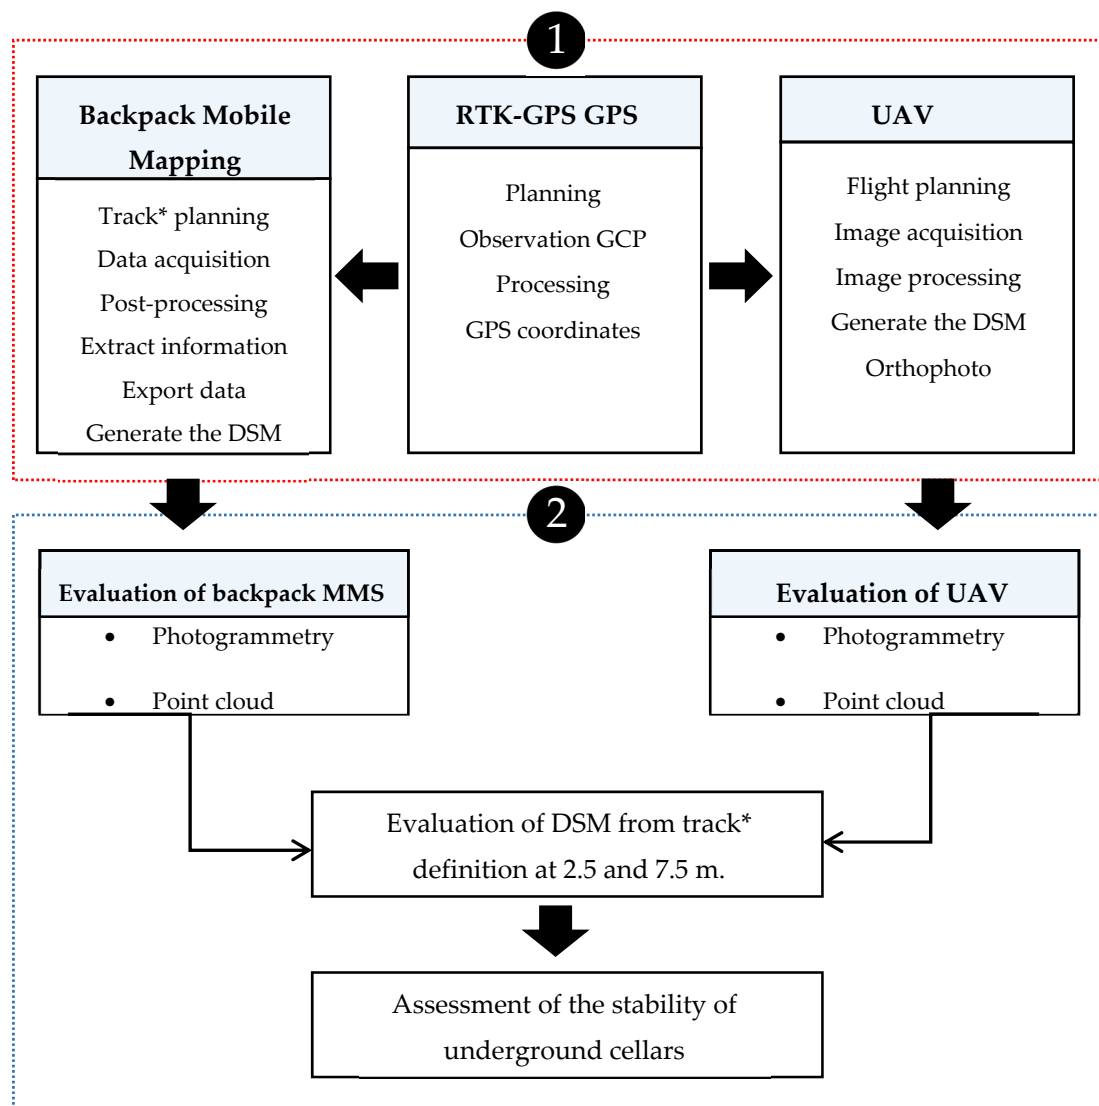 1
Backpack Mobile
Mapping
Track* planning
Data acquisition
Post-processing
Extract information
Export data
Generate the DSM
RTK-GPS GPS
Planning
Observation GCP
Processing
GPS coordinates
UAV
Flight planning
Image acquisition
Image processing
Generate the DSM
Orthophoto
2
Evaluation of backpack MMS
• Photogrammetry
• Point cloud
Evaluation of UAV
• Photogrammetry
• Point cloud
Evaluation of DSM from track*
definition at 2.5 and 7.5 m.
Assessment of the stability of
underground cellars